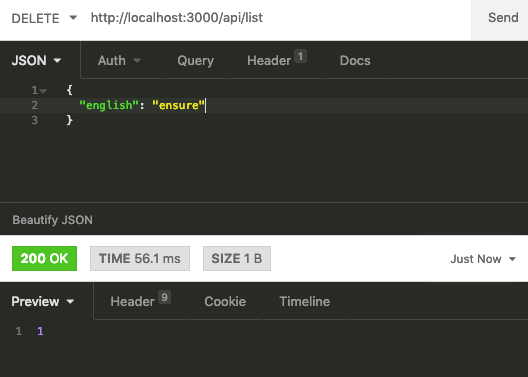 DELETE http://localhost:3000/api/list Send
JSON Auth Query Header 1 Docs
1 {
2 "english": "ensure"
3 }
Beautify JSON
200 OK TIME 56.1 ms SIZE 1 B Just Now
Preview Header 9 Cookie Timeline
1 1